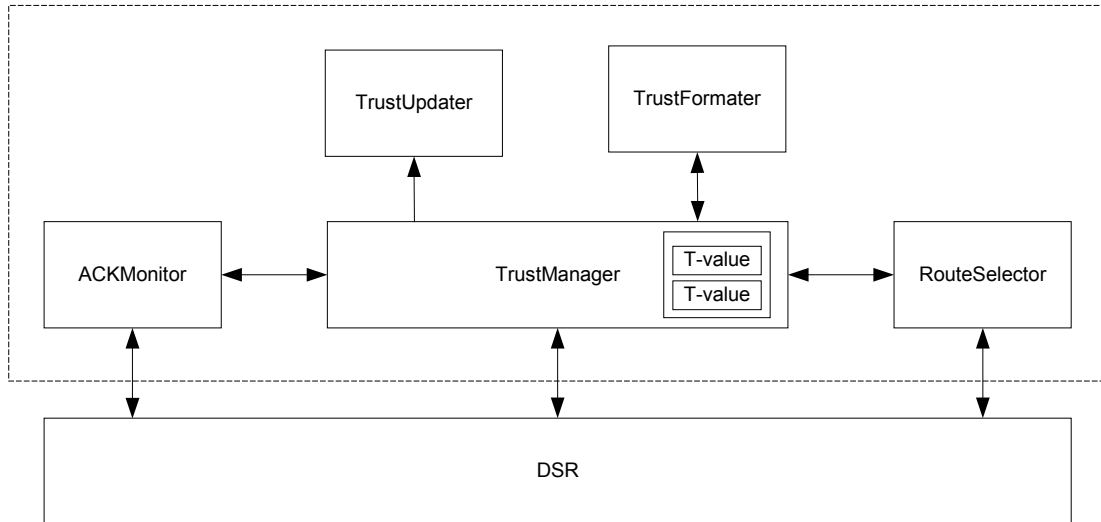 TrustUpdater
TrustFormater
ACKMonitor
TrustManager
T-value
T-value
RouteSelector
DSR